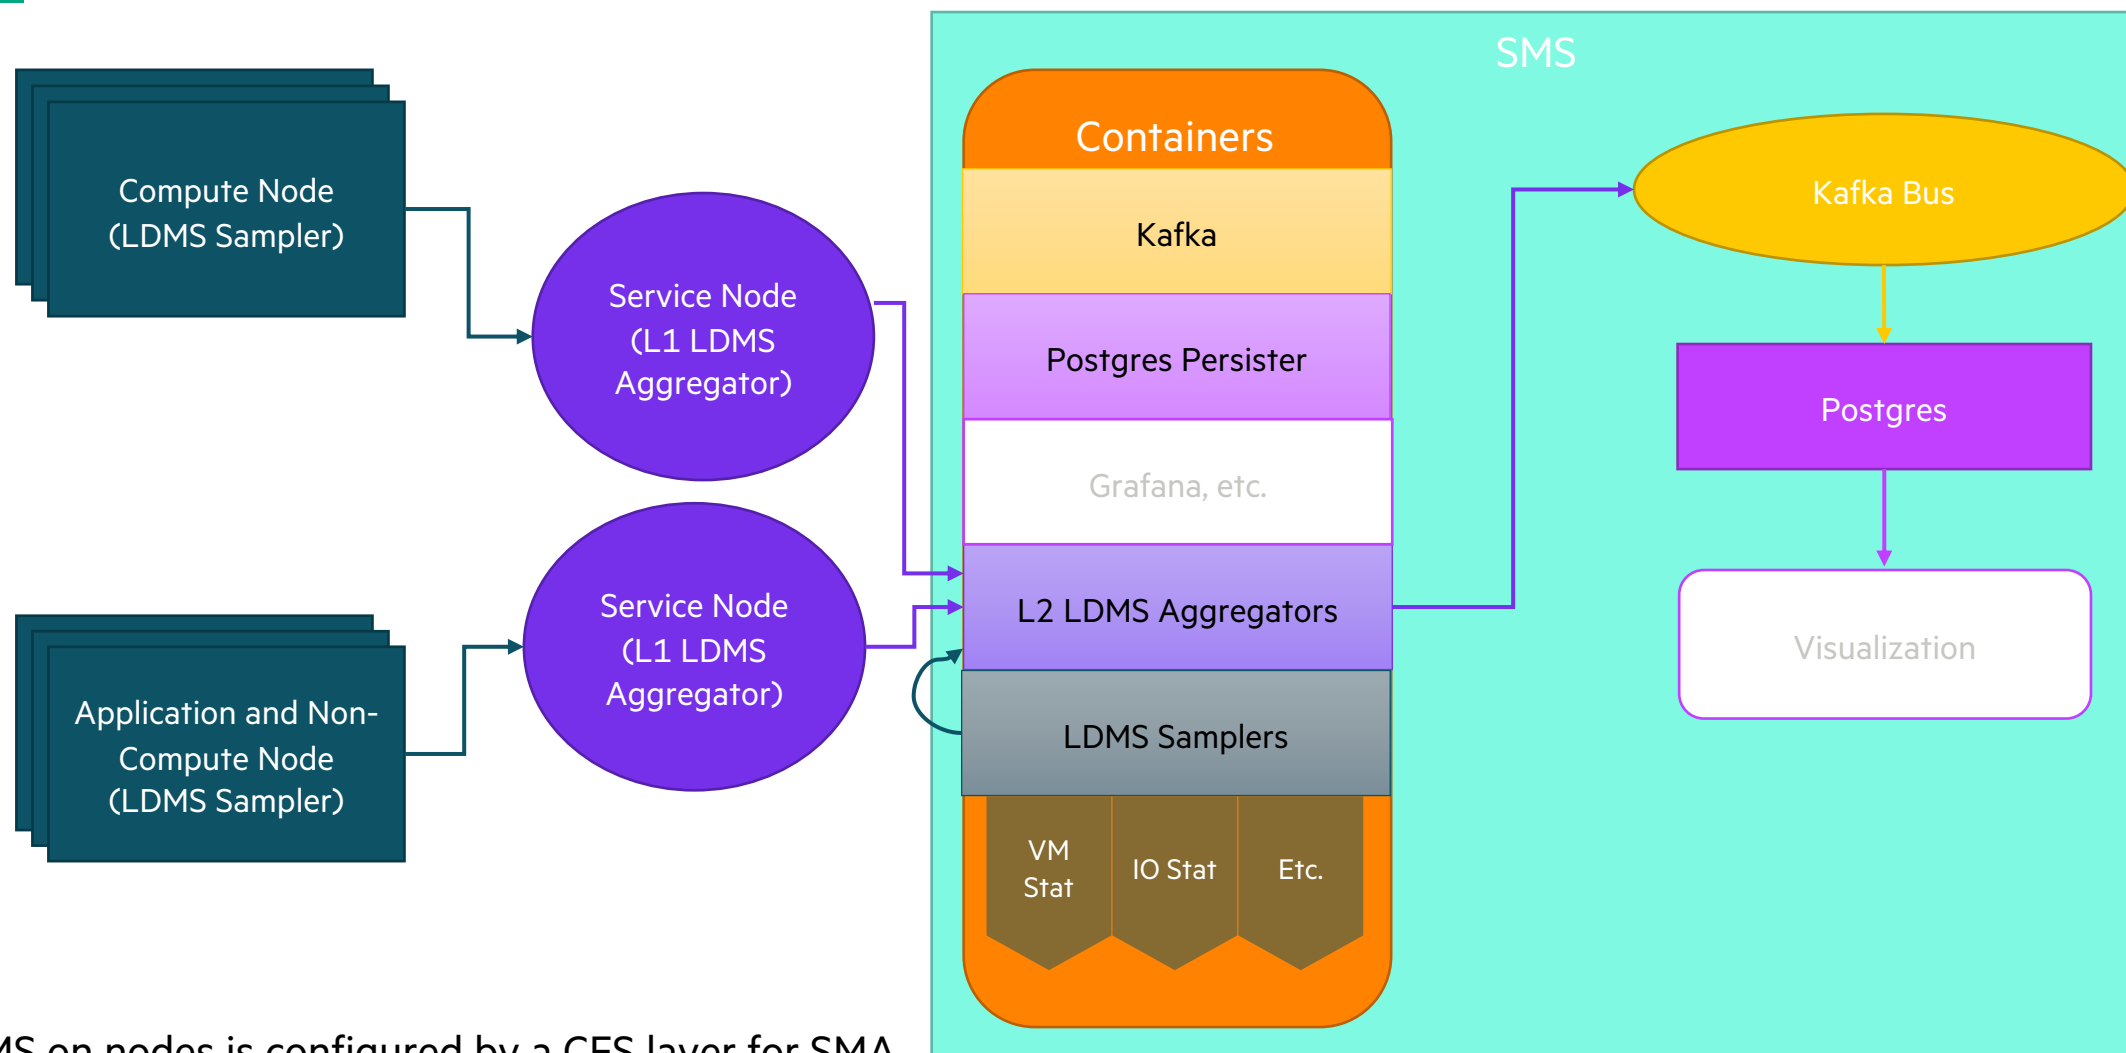 SMS
Compute Node
(LDMS Sampler)
Service Node
(L1 LDMS
Aggregator)
Application and Non-
Compute Node
(LDMS Sampler)
Service Node
(L1 LDMS
Aggregator)
Containers
Kafka
Postgres Persister
Grafana, etc.
L2 LDMS Aggregators
LDMS Samplers
VM
Stat
IO Stat
Etc.
Kafka Bus
Postgres
Visualization
MS on nodes is configured by a CFS layer for SMA